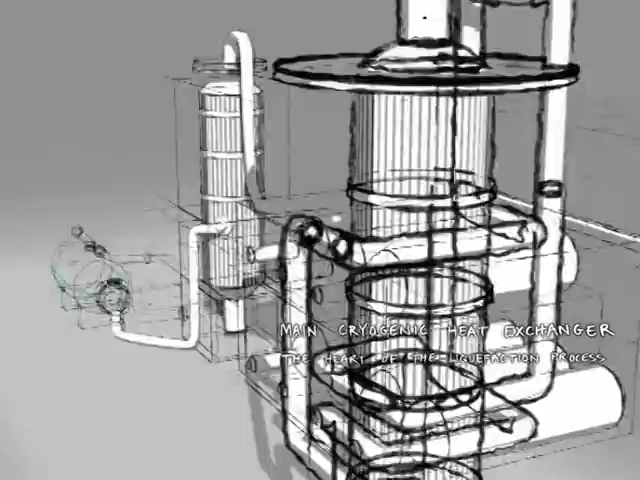 MAIN CRYOGENIC HEAT EXCHANGER
THE HEART OF THE LIQUEFACTION PROCESS